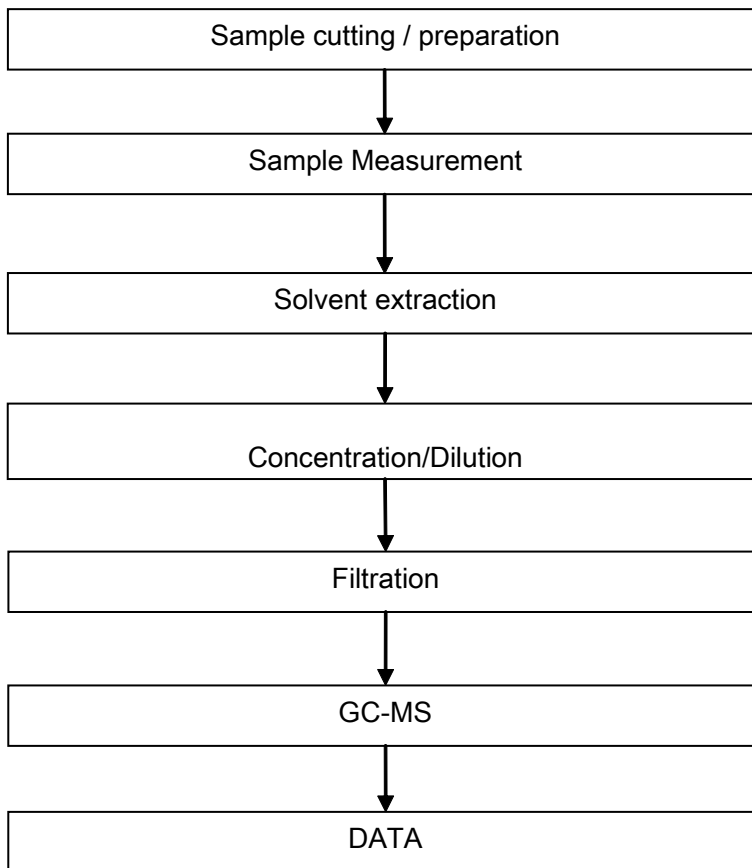 Sample cutting / preparation
Sample Measurement
Solvent extraction
Concentration/Dilution
Filtration
GC-MS
DATA